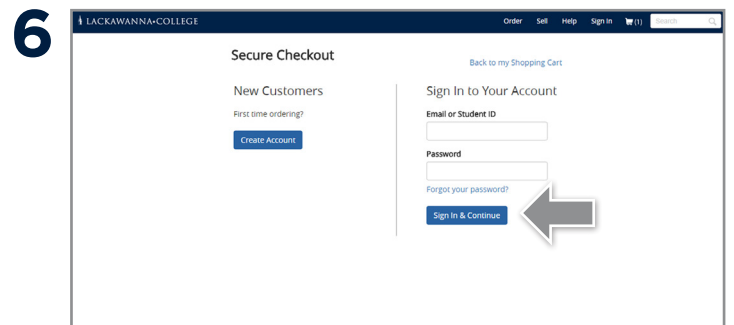 6
LACKAWANNA•COLLEGE Order Sell Help Sign In (1) Search
Secure Checkout
Back to my Shopping Cart
New Customers
First time ordering?
Create Account
Sign In to Your Account
Email or Student ID
Password
Forgot your password?
Sign In & Continue